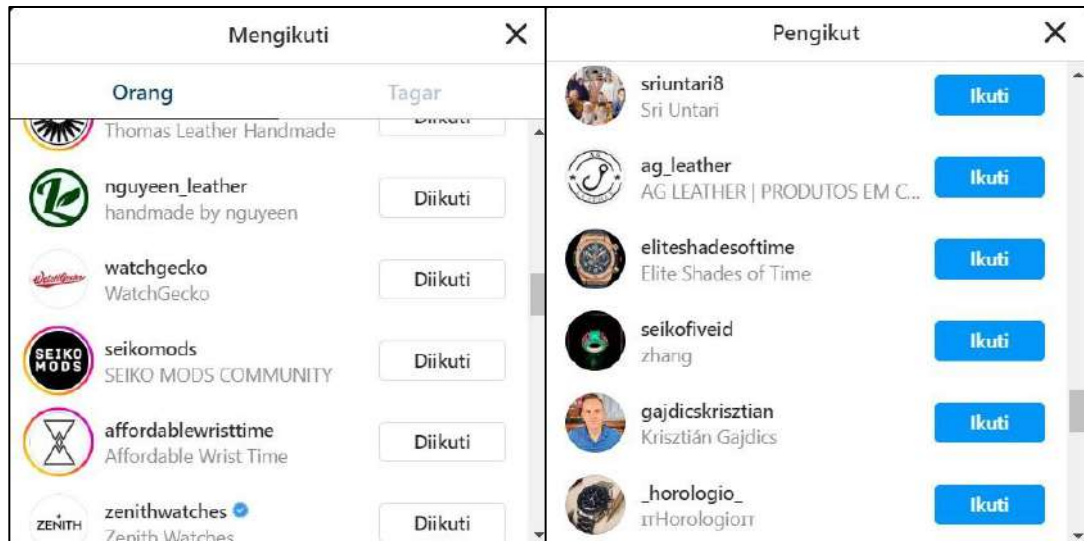 Mengikuti
Orang
Tagar
Thomas Leather Handmade
Diikuti
nguyeen_leather
handmade by nguyeen
Diikuti
watchgecko
WatchGecko
Diikuti
WatchGecko
seikomods
SEIKO MODS COMMUNITY
Diikuti
SEIKO
MODS
affordablewristtime
Affordable Wrist Time
Diikuti
zenithwatches
Zenith Watches
Diikuti
ZENITH
Pengikut
sriuntari8
Sri Untari
Ikuti
ag_leather
AG LEATHER | PRODUTOS EM C...
Ikuti
eliteshadesoftime
Elite Shades of Time
Ikuti
seikofiveid
zhang
Ikuti
gajdicskrisztian
Krisztián Gajdics
Ikuti
_horologio_
Ikuti